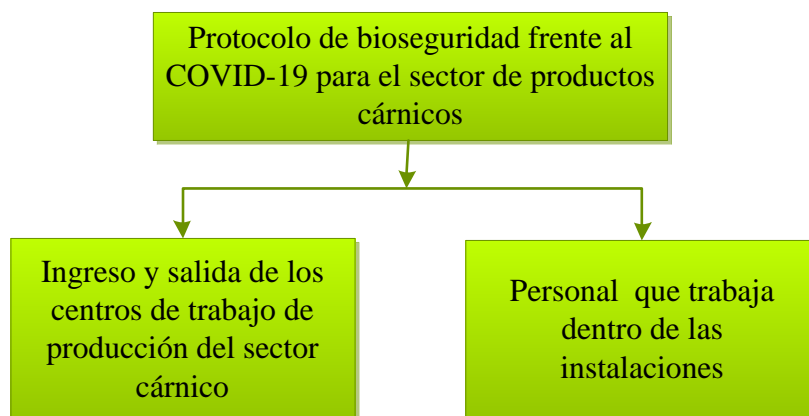 Protocolo de bioseguridad frente al
COVID-19 para el sector de productos
cárnicos
Ingreso y salida de los
centros de trabajo de
producción del sector
cárnico
Personal que trabaja
dentro de las
instalaciones